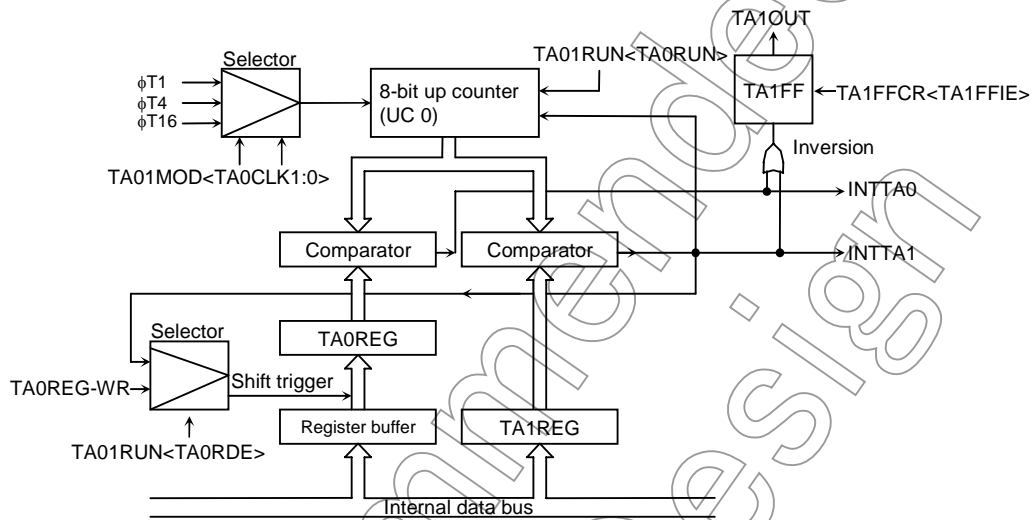 TA1OUT
Selector
TA01RUN<TA0RUN>
ϕT1
ϕT4
ϕT16
8-bit up counter
(UC 0)
TA1FF
TA1FFCR<TA1FFIE>
Inversion
TA01MOD<TA0CLK1:0>
INTTA0
Comparator
Comparator
INTTA1
Selector
TA0REG
TA0REG-WR
Shift trigger
Register buffer
TA1REG
TA01RUN<TA0RDE>
Internal data bus